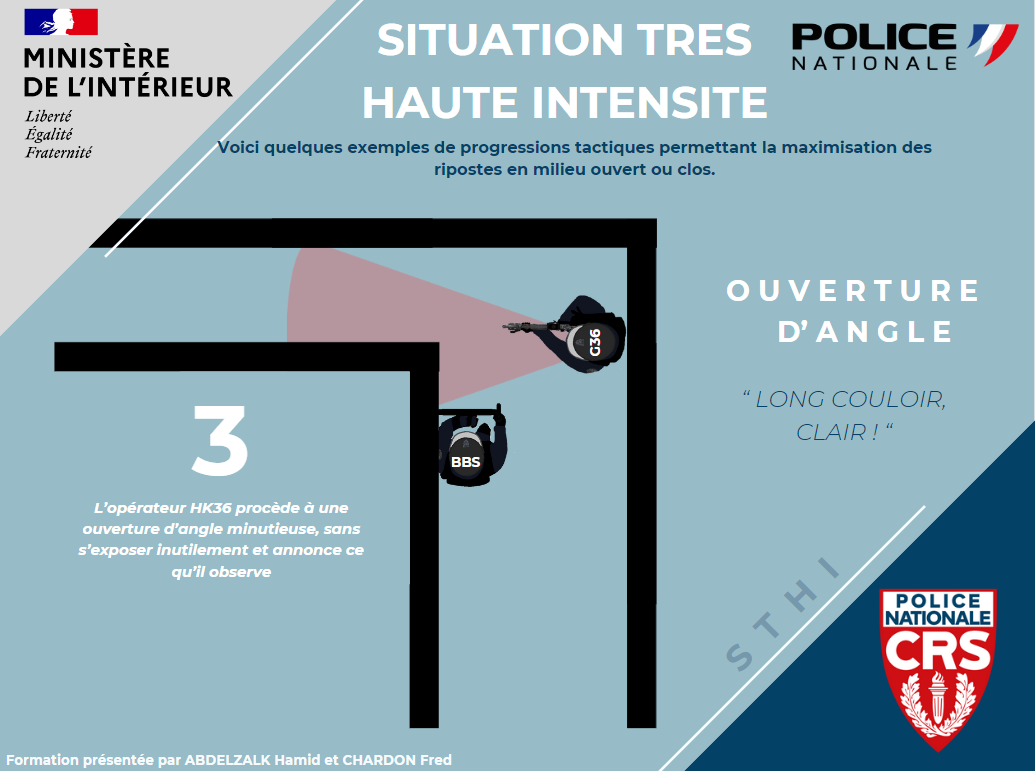 MINISTÈRE
DE L'INTÉRIEUR
Liberté
Égalité
Fraternité
SITUATION TRES
HAUTE INTENSITE
POLICE
NATIONALE
Voici quelques exemples de progressions tactiques permettant la maximisation des
ripostes en milieu ouvert ou clos.
OUVERTURE
D'ANGLE
“ LONG COULOIR,
CLAIR ! “
G36
BBS
3
L'opérateur HK36 procède à une
ouverture d'angle minutieuse, sans
s'exposer inutilement et annonce ce
qu'il observe
STHI
POLICE
NATIONALE
CRS
Formation présentée par ABDELZALK Hamid et CHARDON Fred